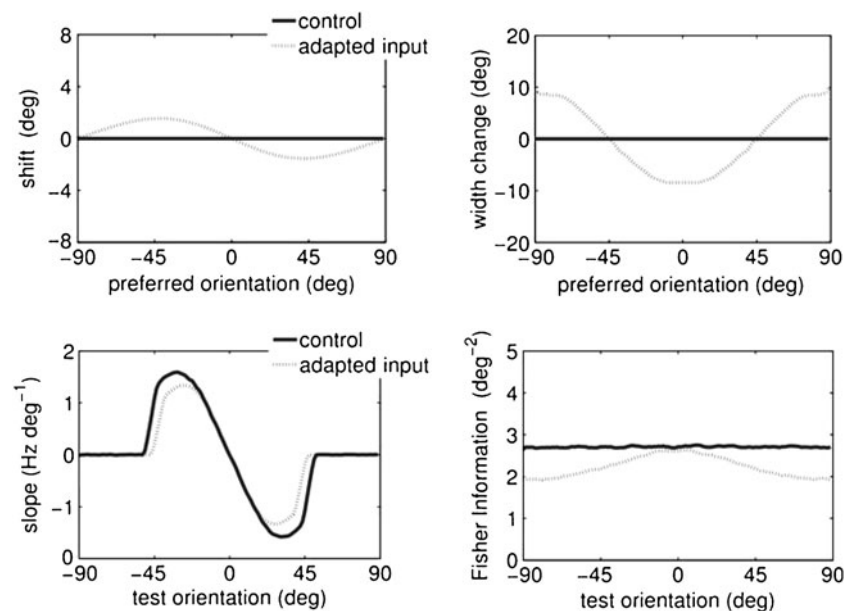 control
adapted input
8
4
0
−4
−8
shift (deg)
−90 −45 0 45 90
preferred orientation (deg)
20
10
0
−10
−20
width change (deg)
−90 −45 0 45 90
preferred orientation (deg)
control
adapted input
2
1
0
−1
0
slope (Hz deg⁻¹)
−90 −45 0 45 90
test orientation (deg)
5
4
3
2
1
0
Fisher Information (deg⁻²)
−90 −45 0 45 90
test orientation (deg)